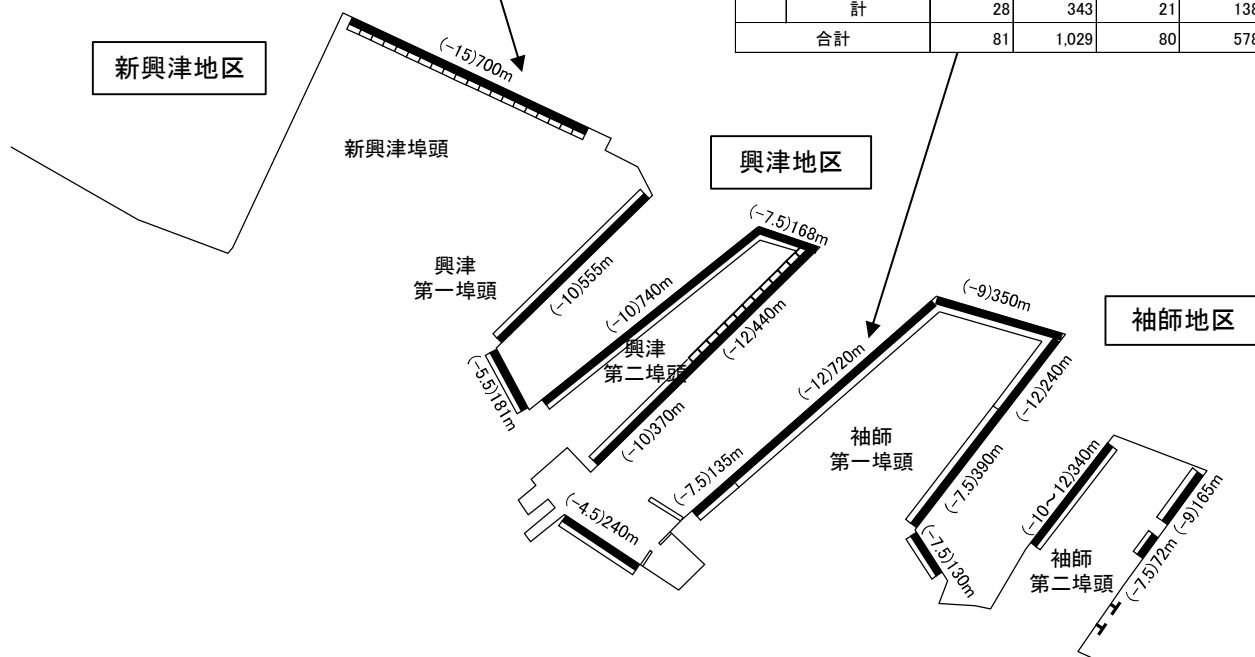 計 28 343 21 138
合計 81 1,029 80 578
新興津地区
(-15)700m
新興津埠頭
興津地区
(-7.5)168m
興津
第一埠頭
(-10)555m
(-10)740m
(-5.5)181m
興津
第二埠頭
(-12)440m
(-10)370m
(-4.5)240m
(-9)350m
袖師地区
(-12)720m
(-7.5)135m
袖師
第一埠頭
(-12)240m
(-7.5)390m
(-7.5)130m
(-10～12)340m
袖師
第二埠頭
(-9)165m
(-7.5)72m